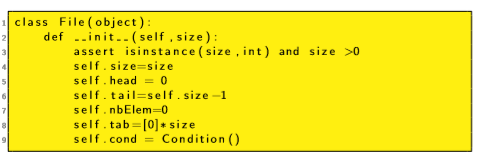 1 class File(object):
2     def __init__(self,size):
3         assert isinstance(size,int) and size >0
4         self.size=size
5         self.head = 0
6         self.tail=self.size-1
7         self.nbElem=0
8         self.tab=[0]*size
9         self.cond = Condition()